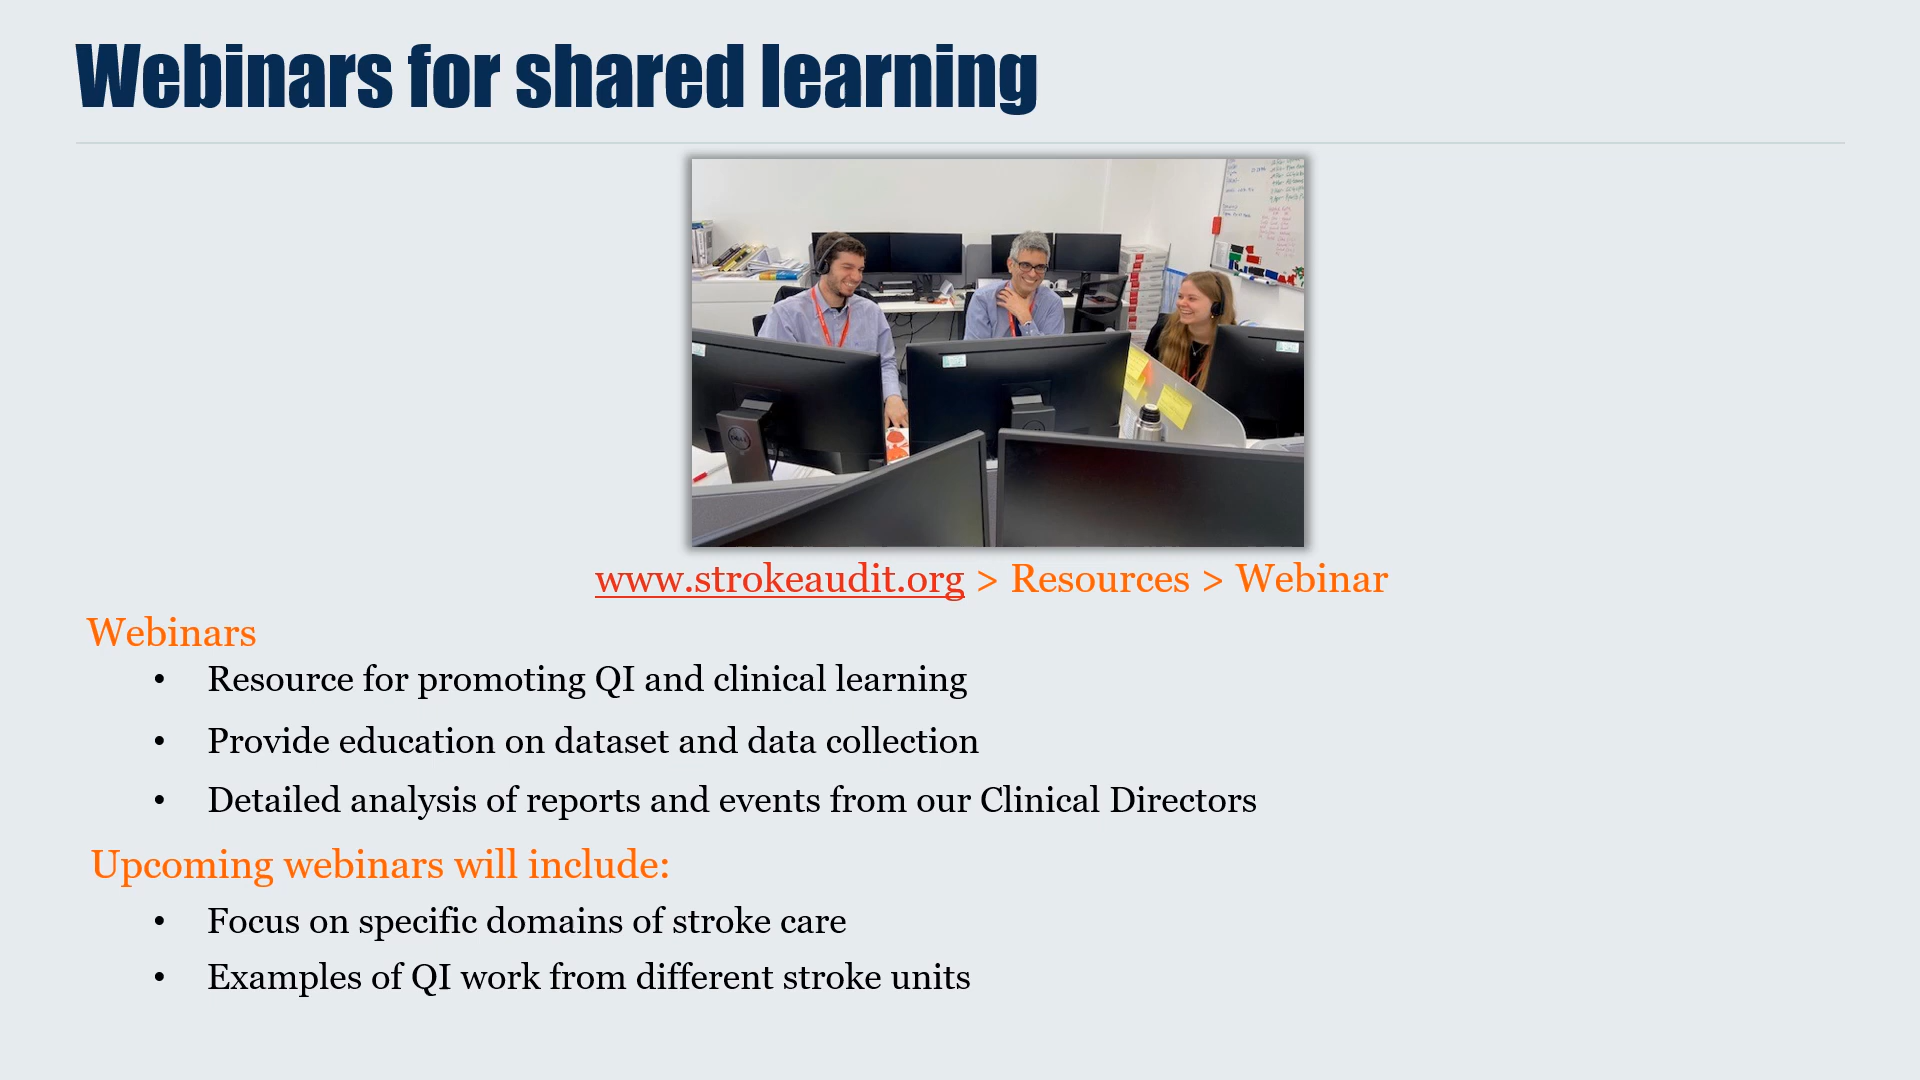 Webinars for shared learning
www.strokeaudit.org > Resources > Webinar
Webinars
• Resource for promoting QI and clinical learning
• Provide education on dataset and data collection
• Detailed analysis of reports and events from our Clinical Directors
Upcoming webinars will include:
• Focus on specific domains of stroke care
• Examples of QI work from different stroke units